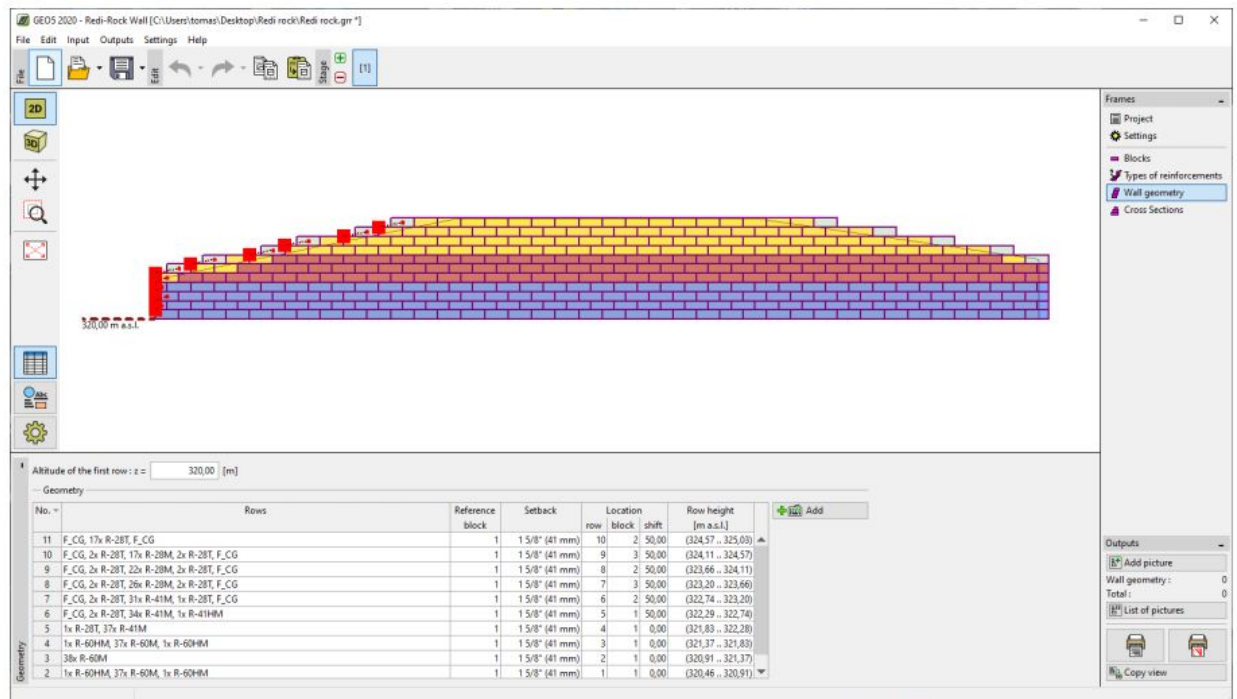 GEO5 2020 - Redi-Rock Wall [C:\Users\tomas\Desktop\Redi rock\Redi rock.grr *]
File Edit Input Outputs Settings Help
File
Edit
Stage
[1]
2D
3D
320,00 m a.s.l.
Frames
Project
Settings
Blocks
Types of reinforcements
Wall geometry
Cross Sections
Altitude of the first row : z = 320,00 [m]
Geometry
No. Rows Reference block Setback Location row block shift Row height [m a.s.l.]
Add
11 F_CG, 17x R-28T, F_CG 1 1 5/8" (41 mm) 10 2 50,00 (324,57 .. 325,03)
10 F_CG, 2x R-28T, 17x R-28M, 2x R-28T, F_CG 1 1 5/8" (41 mm) 9 3 50,00 (324,11 .. 324,57)
9 F_CG, 2x R-28T, 22x R-28M, 2x R-28T, F_CG 1 1 5/8" (41 mm) 8 2 50,00 (323,66 .. 324,11)
8 F_CG, 2x R-28T, 26x R-28M, 2x R-28T, F_CG 1 1 5/8" (41 mm) 7 3 50,00 (323,20 .. 323,66)
7 F_CG, 2x R-28T, 31x R-41M, 1x R-28T, F_CG 1 1 5/8" (41 mm) 6 2 50,00 (322,74 .. 323,20)
6 F_CG, 2x R-28T, 34x R-41M, 1x R-41HM 1 1 5/8" (41 mm) 5 1 50,00 (322,29 .. 322,74)
5 1x R-28T, 37x R-41M 1 1 5/8" (41 mm) 4 1 0,00 (321,83 .. 322,28)
4 1x R-60HM, 37x R-60M, 1x R-60HM 1 1 5/8" (41 mm) 3 1 0,00 (321,37 .. 321,83)
3 38x R-60M 1 1 5/8" (41 mm) 2 1 0,00 (320,91 .. 321,37)
2 1x R-60HM, 37x R-60M, 1x R-60HM 1 1 5/8" (41 mm) 1 1 0,00 (320,46 .. 320,91)
Geometry
Outputs
Add picture
Wall geometry : 0
Total : 0
List of pictures
Copy view